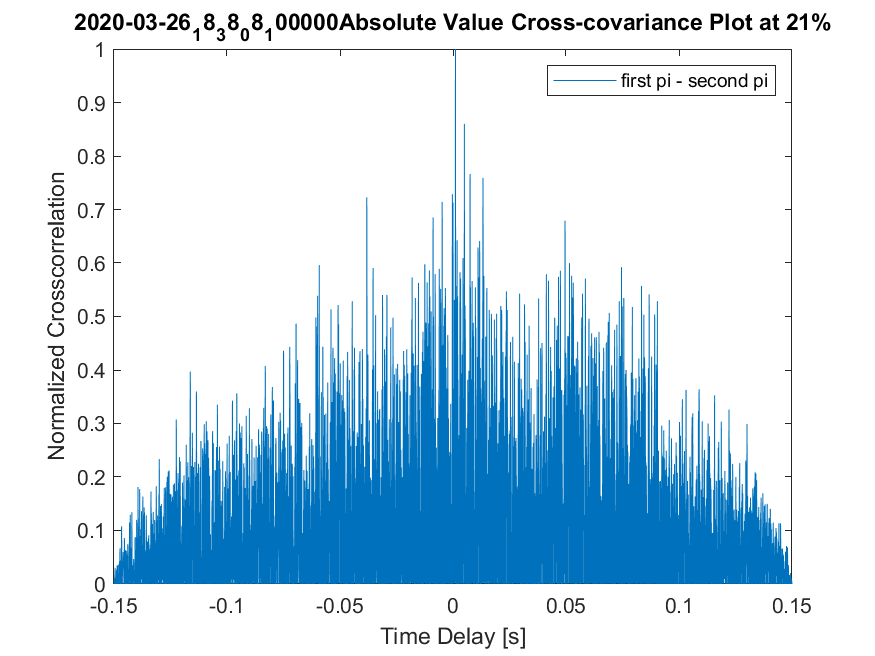 2020-03-26₁8₃8₀8₁00000Absolute Value Cross-covariance Plot at 21%
first pi - second pi
Normalized Crosscorrelation
1
0.9
0.8
0.7
0.6
0.5
0.4
0.3
0.2
0.1
0
-0.15 -0.1 -0.05 0 0.05 0.1 0.15
Time Delay [s]